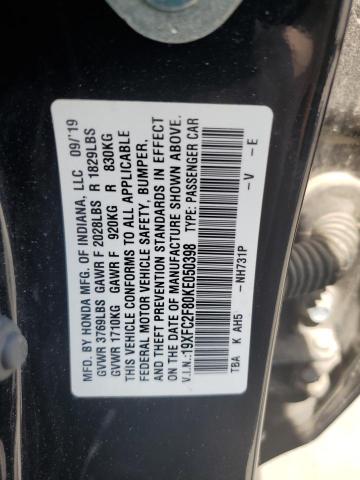 MFD. BY HONDA MFG. OF INDIANA, LLC 09/'19
GVWR 3769LBS GAWR F 2028LBS R 1829LBS
GVWR 1710KG GAWR F 920KG R 830KG
THIS VEHICLE CONFORMS TO ALL APPLICABLE
FEDERAL MOTOR VEHICLE SAFETY, BUMPER,
AND THEFT PREVENTION STANDARDS IN EFFECT
ON THE DATE OF MANUFACTURE SHOWN ABOVE.
V.I.N.:19XFC2F80KE050398 TYPE: PASSENGER CAR
TBA K AH5 -NH731P -V -E